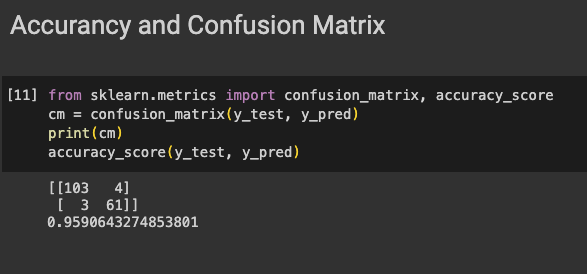 Accurancy and Confusion Matrix
[11] from sklearn.metrics import confusion_matrix, accuracy_score
cm = confusion_matrix(y_test, y_pred)
print(cm)
accuracy_score(y_test, y_pred)
[[103   4]
 [  3  61]]
0.9590643274853801